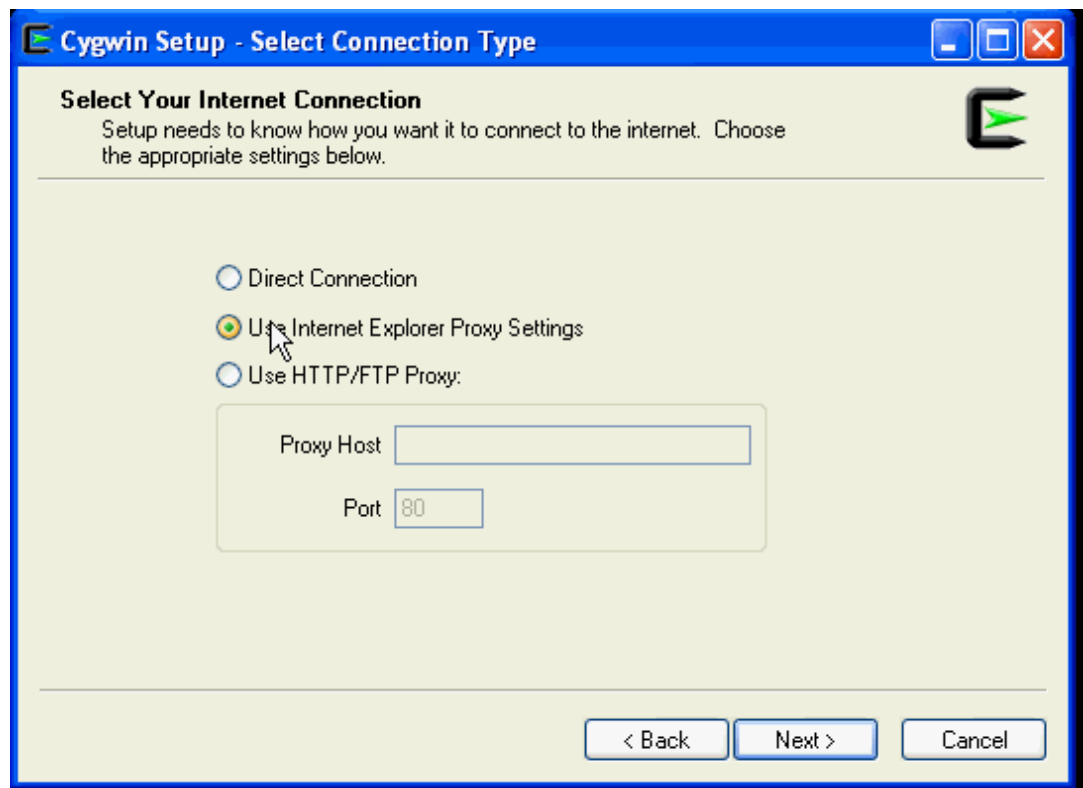 Cygwin Setup - Select Connection Type
Select Your Internet Connection
Setup needs to know how you want it to connect to the internet. Choose
the appropriate settings below.
Direct Connection
Use Internet Explorer Proxy Settings
Use HTTP/FTP Proxy:
Proxy Host
Port 80
< Back Next > Cancel